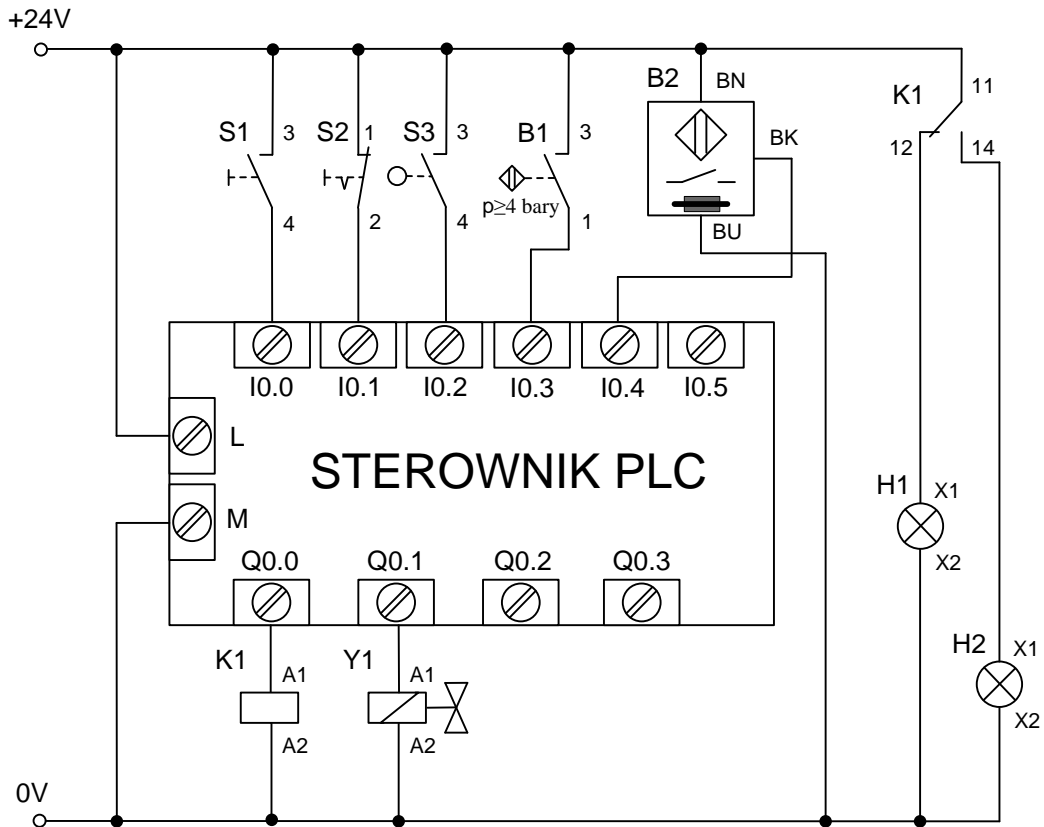 +24V
B2 BN
K1 11
S1 3 S2 1 S3 3 B1 3 BK
12 14
p≥4 bary
4 2 4 1 BU
I0.0 I0.1 I0.2 I0.3 I0.4 I0.5
L
STEROWNIK PLC
H1 X1
M
Q0.0 Q0.1 Q0.2 Q0.3
X2
K1 A1 Y1 A1
H2 X1
X2
A2 A2
0V